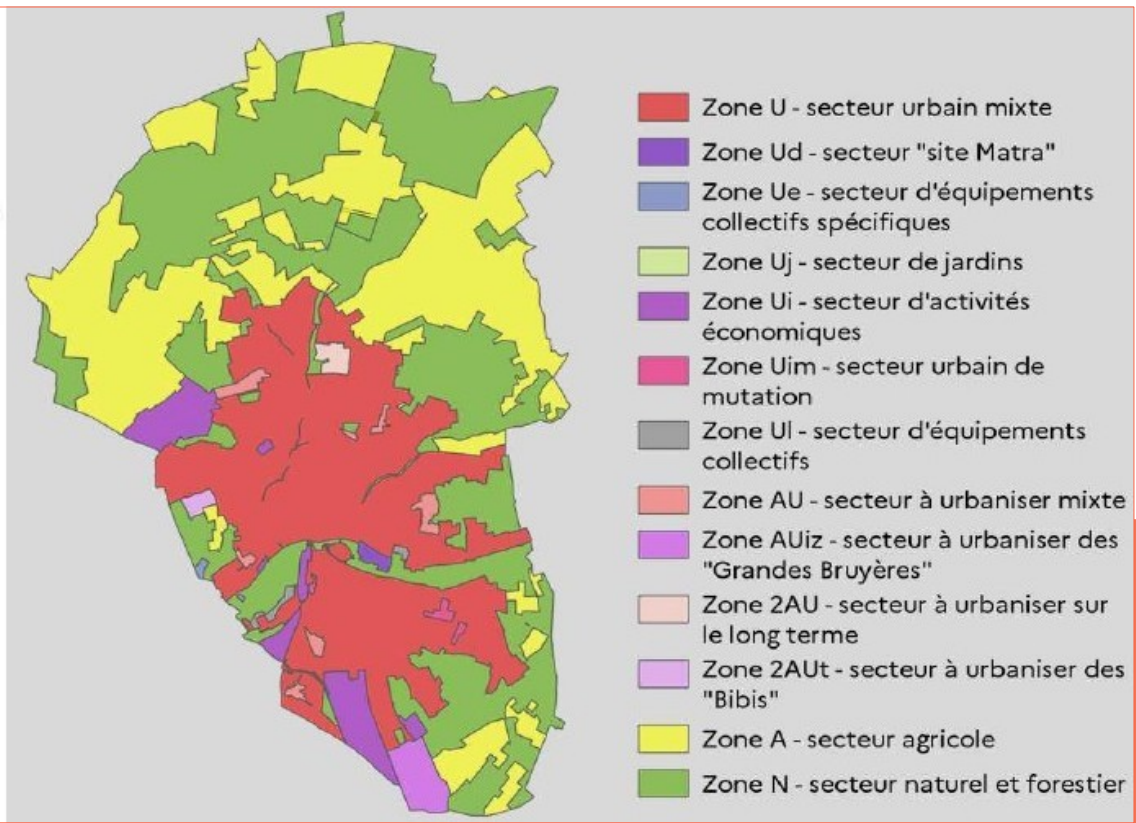 Zone U - secteur urbain mixte
Zone Ud - secteur "site Matra"
Zone Ue - secteur d'équipements
collectifs spécifiques
Zone Uj - secteur de jardins
Zone Ui - secteur d'activités
économiques
Zone Uim - secteur urbain de
mutation
Zone Ul - secteur d'équipements
collectifs
Zone AU - secteur à urbaniser mixte
Zone AUiz - secteur à urbaniser des
"Grandes Bruyères"
Zone 2AU - secteur à urbaniser sur
le long terme
Zone 2AUt - secteur à urbaniser des
"Bibis"
Zone A - secteur agricole
Zone N - secteur naturel et forestier